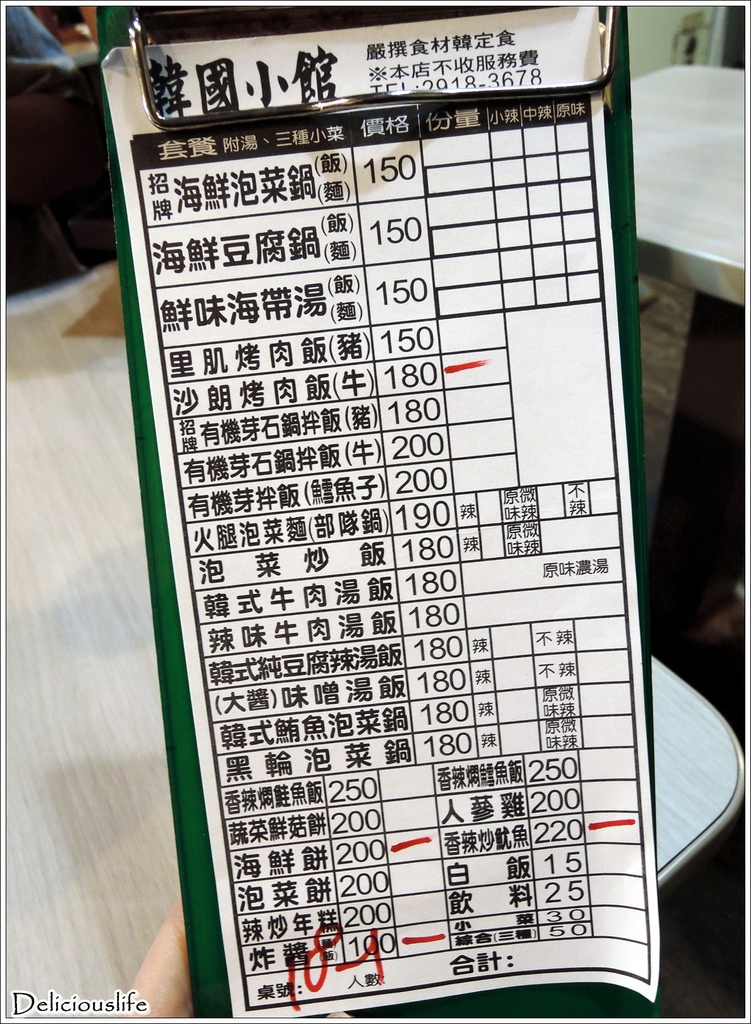 韓國小館
嚴撰食材韓定食
※本店不收服務費
TEL:2918-3678
套餐 附湯、三種小菜 價格 份量 小辣 中辣 原味
招牌 海鮮泡菜鍋(飯)(麵) 150
海鮮豆腐鍋(飯)(麵) 150
鮮味海帶湯(飯)(麵) 150
里肌烤肉飯(豬) 150
沙朗烤肉飯(牛) 180
招牌 有機芽石鍋拌飯(豬) 180
有機芽石鍋拌飯(牛) 200
有機芽拌飯(鱈魚子) 200
火腿泡菜麵(部隊鍋) 190 辣 原味 微辣 不辣
泡菜炒飯 180 辣 原味 微辣
韓式牛肉湯飯 180 原味濃湯
辣味牛肉湯飯 180
韓式純豆腐辣湯飯 180 辣 不辣
(大醬)味噌湯飯 180 辣 不辣
韓式鮪魚泡菜鍋 180 辣 原味 微辣
黑輪泡菜鍋 180 辣 原味 微辣
香辣燜鮭魚飯 250 香辣燜鱈魚飯 250
蔬菜鮮菇餅 200 人蔘雞 200
海鮮餅 200 香辣炒魷魚 220
泡菜餅 200 白飯 15
辣炒年糕 200 飲料 25
炸醬(麵)(飯) 100 小菜 30
綜合(三種) 50
桌號: 人數: 合計:
Deliciouslife